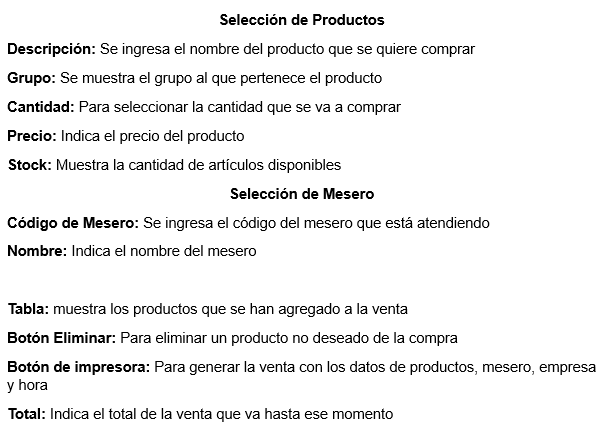 Selección de Productos
Descripción: Se ingresa el nombre del producto que se quiere comprar
Grupo: Se muestra el grupo al que pertenece el producto
Cantidad: Para seleccionar la cantidad que se va a comprar
Precio: Indica el precio del producto
Stock: Muestra la cantidad de artículos disponibles
Selección de Mesero
Código de Mesero: Se ingresa el código del mesero que está atendiendo
Nombre: Indica el nombre del mesero
Tabla: muestra los productos que se han agregado a la venta
Botón Eliminar: Para eliminar un producto no deseado de la compra
Botón de impresora: Para generar la venta con los datos de productos, mesero, empresa
y hora
Total: Indica el total de la venta que va hasta ese momento